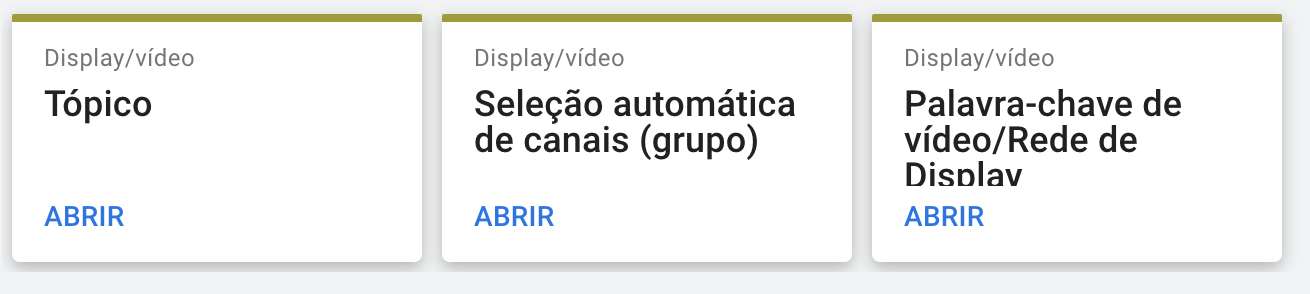 Display/vídeo
Tópico
ABRIR
Display/vídeo
Seleção automática
de canais (grupo)
ABRIR
Display/vídeo
Palavra-chave de
vídeo/Rede de
Display
ABRIR